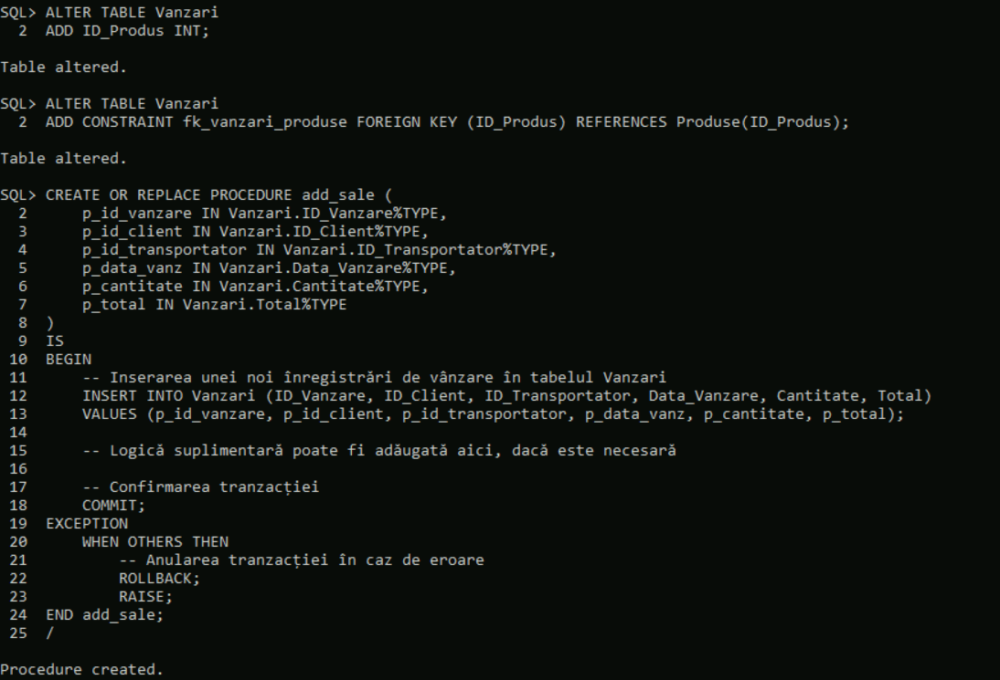 SQL> ALTER TABLE Vanzari
  2  ADD ID_Produs INT;

Table altered.

SQL> ALTER TABLE Vanzari
  2  ADD CONSTRAINT fk_vanzari_produse FOREIGN KEY (ID_Produs) REFERENCES Produse(ID_Produs);

Table altered.

SQL> CREATE OR REPLACE PROCEDURE add_sale (
  2      p_id_vanzare IN Vanzari.ID_Vanzare%TYPE,
  3      p_id_client IN Vanzari.ID_Client%TYPE,
  4      p_id_transportator IN Vanzari.ID_Transportator%TYPE,
  5      p_data_vanz IN Vanzari.Data_Vanzare%TYPE,
  6      p_cantitate IN Vanzari.Cantitate%TYPE,
  7      p_total IN Vanzari.Total%TYPE
  8  )
  9  IS
 10  BEGIN
 11      -- Inserarea unei noi înregistrări de vânzare în tabelul Vanzari
 12      INSERT INTO Vanzari (ID_Vanzare, ID_Client, ID_Transportator, Data_Vanzare, Cantitate, Total)
 13      VALUES (p_id_vanzare, p_id_client, p_id_transportator, p_data_vanz, p_cantitate, p_total);
 14
 15      -- Logică suplimentară poate fi adăugată aici, dacă este necesară
 16
 17      -- Confirmarea tranzacției
 18      COMMIT;
 19  EXCEPTION
 20      WHEN OTHERS THEN
 21          -- Anularea tranzacției în caz de eroare
 22          ROLLBACK;
 23          RAISE;
 24  END add_sale;
 25  /

Procedure created.